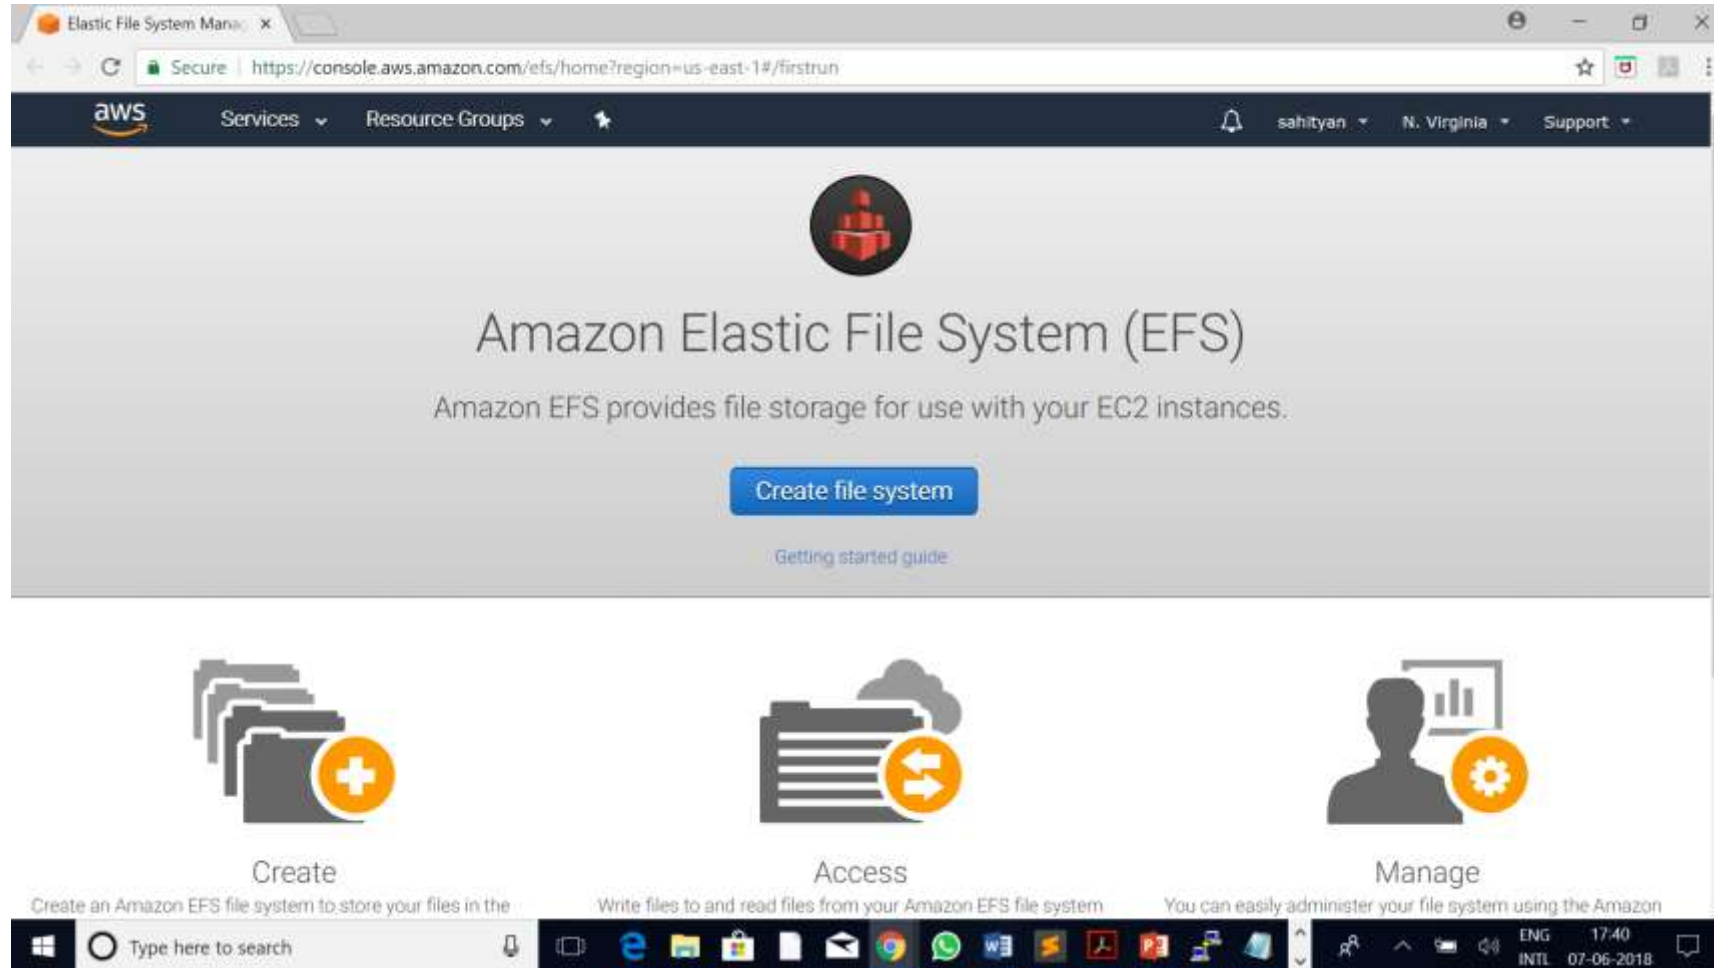 Elastic File System Mana
Secure https://console.aws.amazon.com/efs/home?region=us-east-1#/firstrun
aws Services Resource Groups sahityan N. Virginia Support
Amazon Elastic File System (EFS)
Amazon EFS provides file storage for use with your EC2 instances.
Create file system
Getting started guide
Create Access Manage
Create an Amazon EFS file system to store your files in the Write files to and read files from your Amazon EFS file system You can easily administer your file system using the Amazon
Type here to search ENG 17:40
INTL 07-06-2018